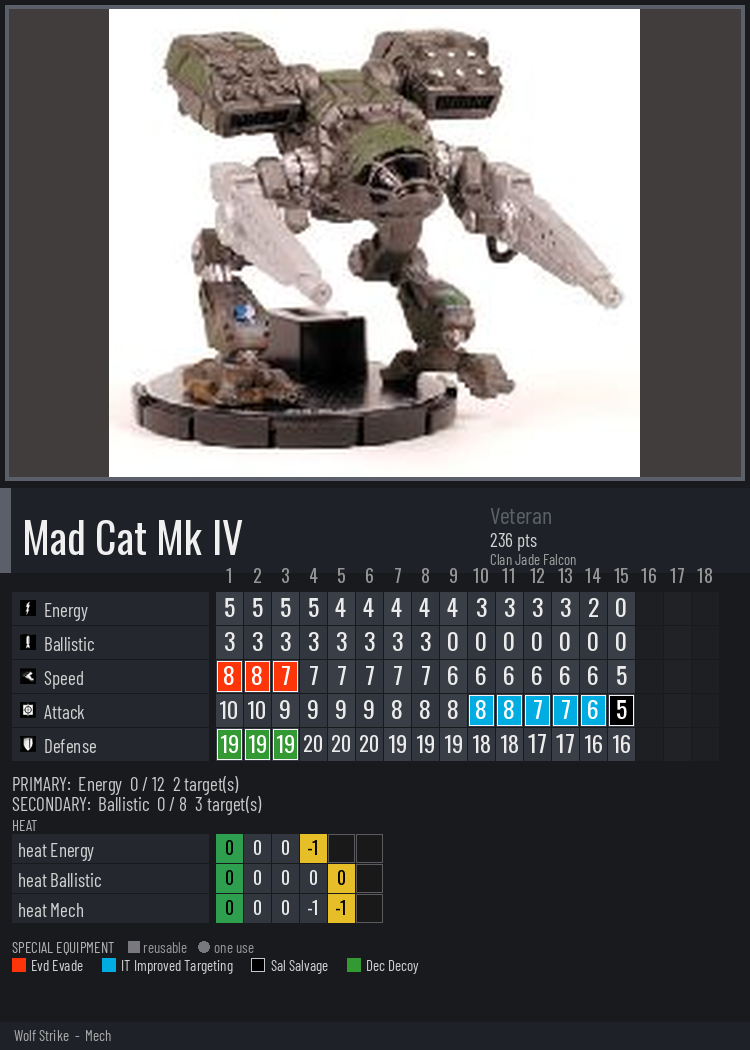 Mad Cat Mk IV
Veteran
236 pts
Clan Jade Falcon
1 2 3 4 5 6 7 8 9 10 11 12 13 14 15 16 17 18
Energy 5 5 5 5 4 4 4 4 4 3 3 3 3 2 0
Ballistic 3 3 3 3 3 3 3 3 0 0 0 0 0 0 0
Speed 8 8 7 7 7 7 7 7 6 6 6 6 6 6 5
Attack 10 10 9 9 9 9 8 8 8 8 8 7 7 6 5
Defense 19 19 19 20 20 20 19 19 19 18 18 17 17 16 16
PRIMARY: Energy 0 / 12 2 target(s)
SECONDARY: Ballistic 0 / 8 3 target(s)
HEAT
heat Energy 0 0 0 -1
heat Ballistic 0 0 0 0 0
heat Mech 0 0 0 -1 -1
SPECIAL EQUIPMENT reusable one use
Evd Evade IT Improved Targeting Sal Salvage Dec Decoy
Wolf Strike - Mech